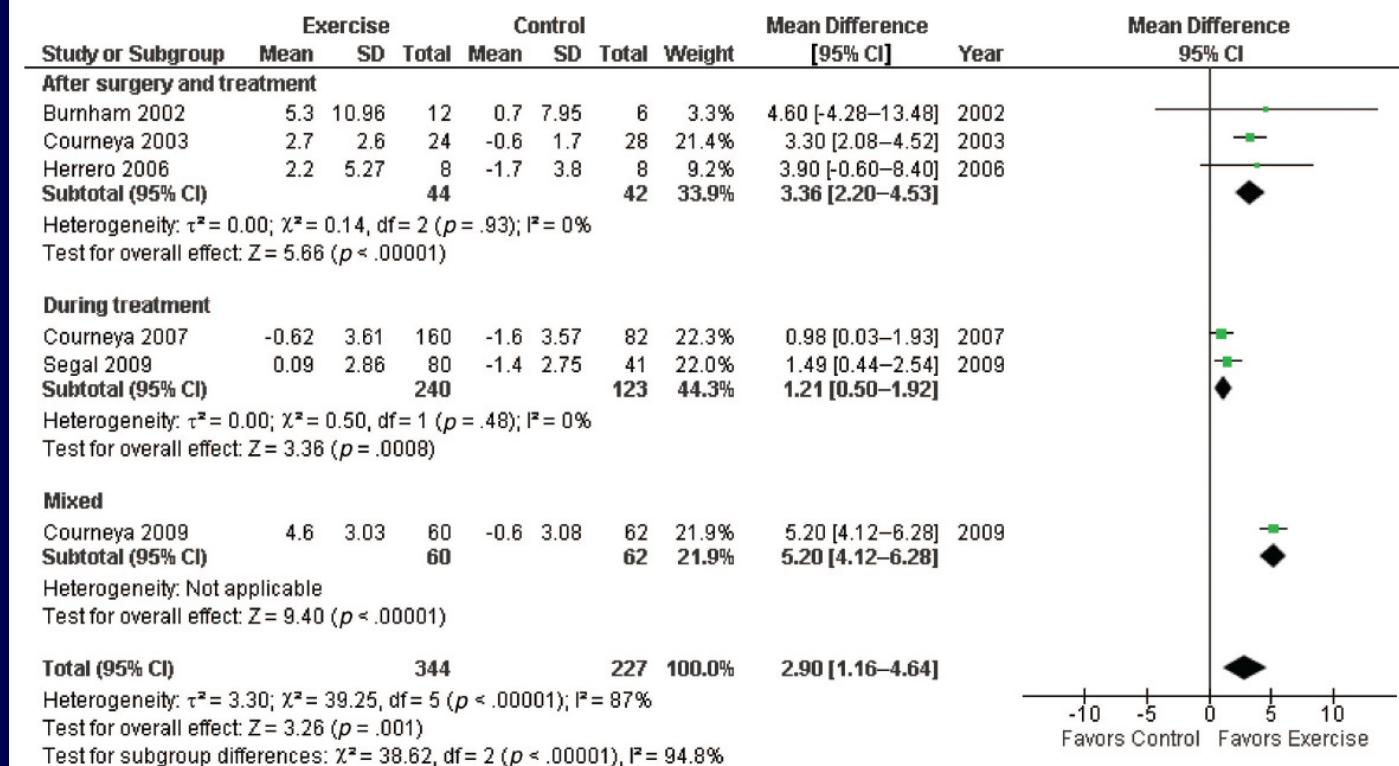 Exercise Control Mean Difference Mean Difference
Study or Subgroup Mean SD Total Mean SD Total Weight [95% CI] Year 95% CI
After surgery and treatment
Burnham 2002 5.3 10.96 12 0.7 7.95 6 3.3% 4.60 [-4.28–13.48] 2002
Courneya 2003 2.7 2.6 24 -0.6 1.7 28 21.4% 3.30 [2.08–4.52] 2003
Herrero 2006 2.2 5.27 8 -1.7 3.8 8 9.2% 3.90 [-0.60–8.40] 2006
Subtotal (95% CI) 44 42 33.9% 3.36 [2.20–4.53]
Heterogeneity: τ² = 0.00; χ² = 0.14, df = 2 (p = .93); I² = 0%
Test for overall effect: Z = 5.66 (p < .00001)
During treatment
Courneya 2007 -0.62 3.61 160 -1.6 3.57 82 22.3% 0.98 [0.03–1.93] 2007
Segal 2009 0.09 2.86 80 -1.4 2.75 41 22.0% 1.49 [0.44–2.54] 2009
Subtotal (95% CI) 240 123 44.3% 1.21 [0.50–1.92]
Heterogeneity: τ² = 0.00; χ² = 0.50, df = 1 (p = .48); I² = 0%
Test for overall effect: Z = 3.36 (p = .0008)
Mixed
Courneya 2009 4.6 3.03 60 -0.6 3.08 62 21.9% 5.20 [4.12–6.28] 2009
Subtotal (95% CI) 60 62 21.9% 5.20 [4.12–6.28]
Heterogeneity: Not applicable
Test for overall effect: Z = 9.40 (p < .00001)
Total (95% CI) 344 227 100.0% 2.90 [1.16–4.64]
Heterogeneity: τ² = 3.30; χ² = 39.25, df = 5 (p < .00001); I² = 87%
Test for overall effect: Z = 3.26 (p = .001)
Test for subgroup differences: χ² = 38.62, df = 2 (p < .00001), I² = 94.8%
-10 -5 0 5 10
Favors Control Favors Exercise